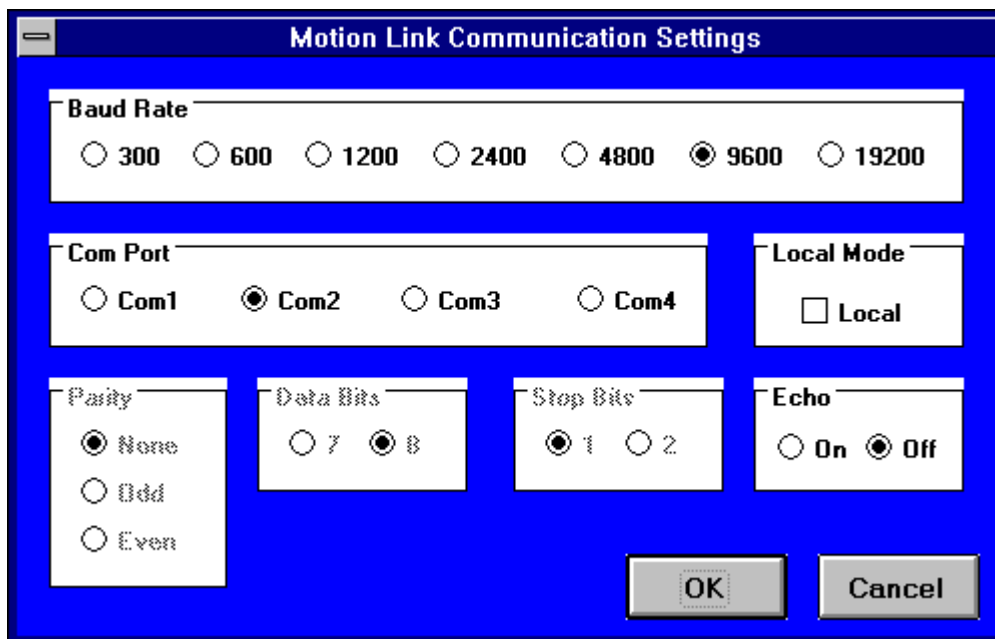 Motion Link Communication Settings
Baud Rate
300 600 1200 2400 4800 9600 19200
Com Port
Com1 Com2 Com3 Com4
Local Mode
Local
Parity
None
Odd
Even
Data Bits
7 8
Stop Bits
1 2
Echo
On Off
OK Cancel